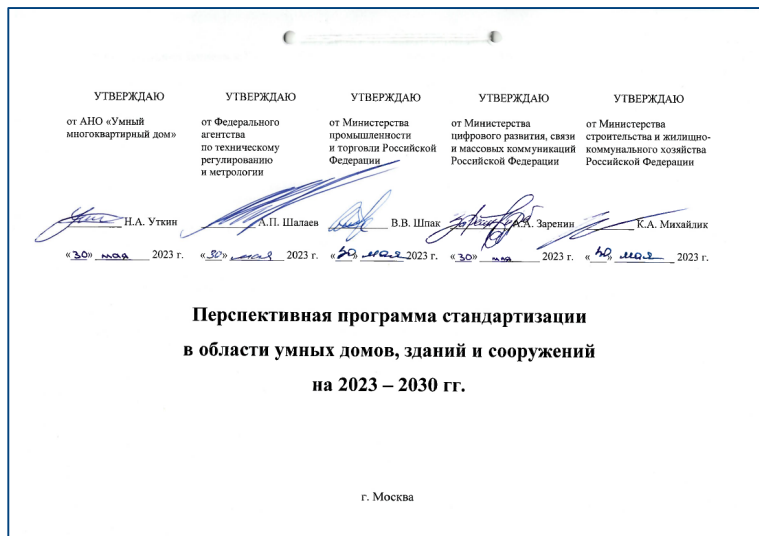 УТВЕРЖДАЮ
от АНО «Умный
многоквартирный дом»
Н.А. Уткин
«30» мая 2023 г.
УТВЕРЖДАЮ
от Федерального
агентства
по техническому
регулированию
и метрологии
А.П. Шалаев
«30» мая 2023 г.
УТВЕРЖДАЮ
от Министерства
промышленности
и торговли Российской
Федерации
В.В. Шпак
«30» мая 2023 г.
УТВЕРЖДАЮ
от Министерства
цифрового развития, связи
и массовых коммуникаций
Российской Федерации
А.А. Заренин
«30» мая 2023 г.
УТВЕРЖДАЮ
от Министерства
строительства и жилищно-
коммунального хозяйства
Российской Федерации
К.А. Михайлик
«30» мая 2023 г.
Перспективная программа стандартизации
в области умных домов, зданий и сооружений
на 2023 – 2030 гг.
г. Москва